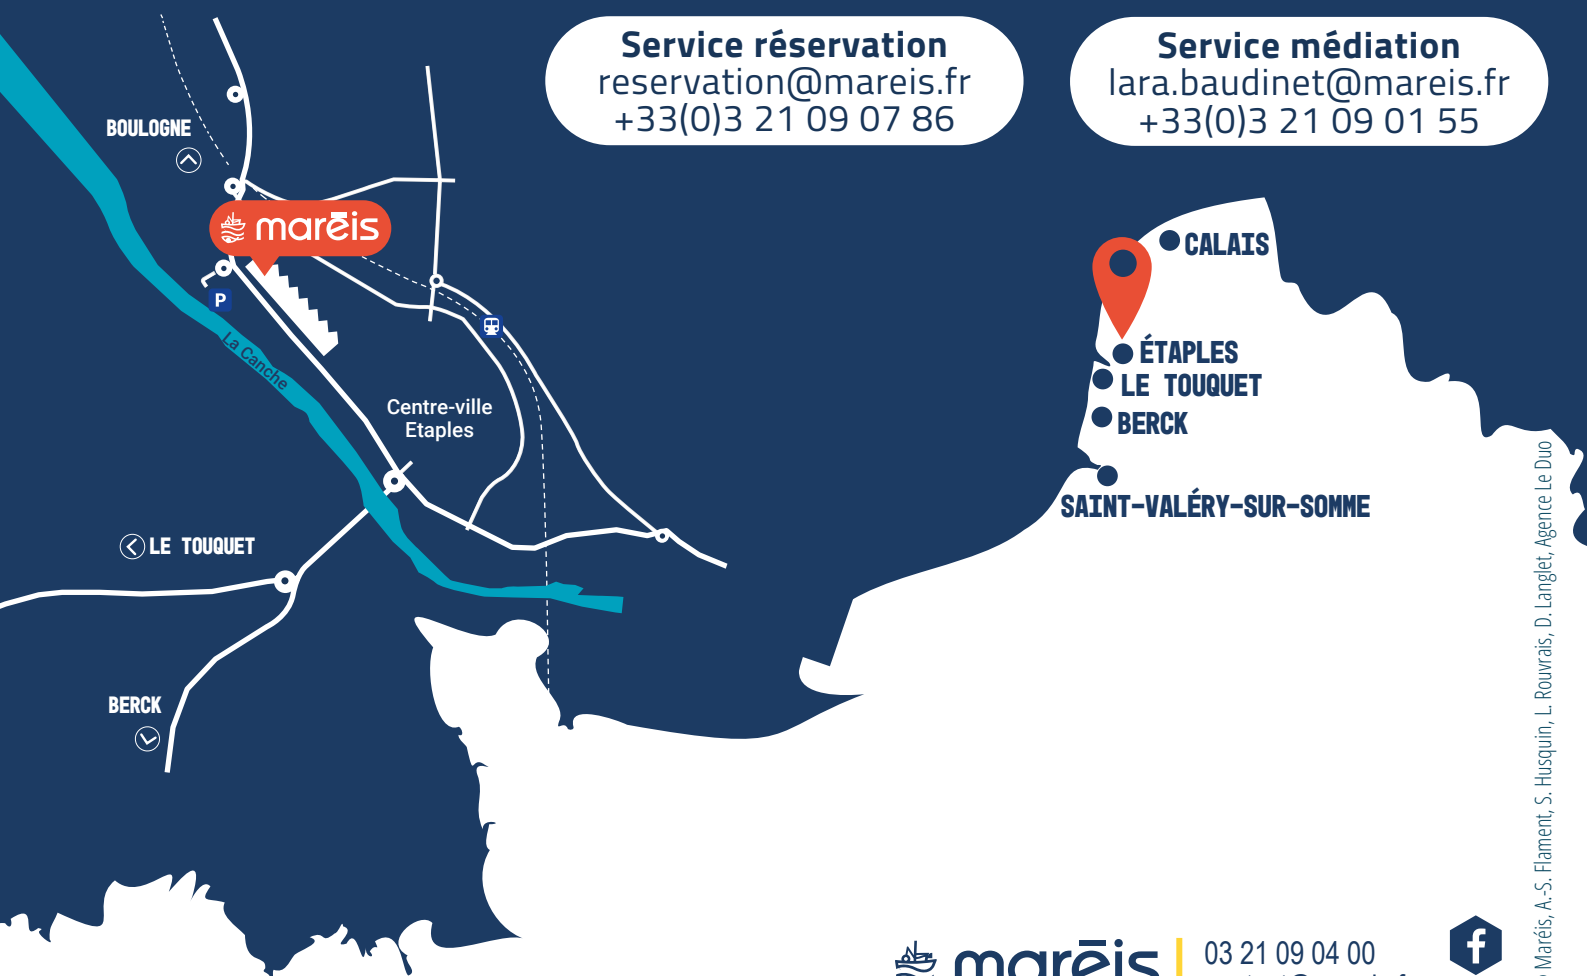 Service réservation
reservation@mareis.fr
+33(0)3 21 09 07 86
Service médiation
lara.baudinet@mareis.fr
+33(0)3 21 09 01 55
BOULOGNE
marēis
P
La Canche
Centre-ville
Etaples
LE TOUQUET
BERCK
CALAIS
ÉTAPLES
LE TOUQUET
BERCK
SAINT-VALÉRY-SUR-SOMME
Maréis, A.-S. Flament, S. Husquin, L. Rouvrais, D. Langlet, Agence Le Duo
marēis
03 21 09 04 00